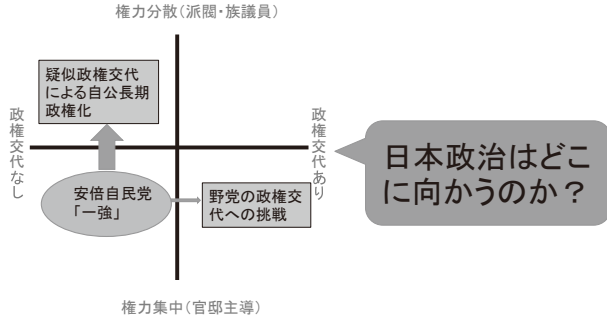 権力分散（派閥・族議員）
疑似政権交代
による自公長期
政権化
政権交代なし
政権交代あり
日本政治はどこ
に向かうのか？
安倍自民党
「一強」
野党の政権交
代への挑戦
権力集中（官邸主導）